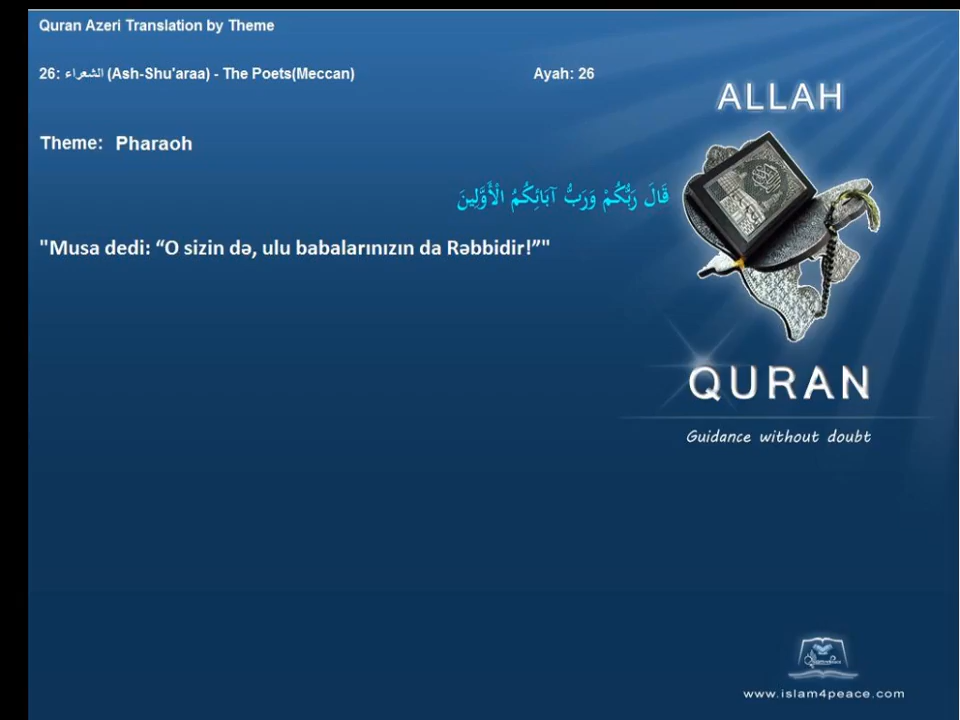 Quran Azeri Translation by Theme
26: الشعراء (Ash-Shu'araa) - The Poets(Meccan) Ayah: 26
ALLAH
Theme: Pharaoh
قَالَ رَبُّكُمْ وَرَبُّ آبَائِكُمُ الْأَوَّلِينَ
"Musa dedi: “O sizin də, ulu babalarınızın da Rəbbidir!”"
QURAN
Guidance without doubt
www.islam4peace.com